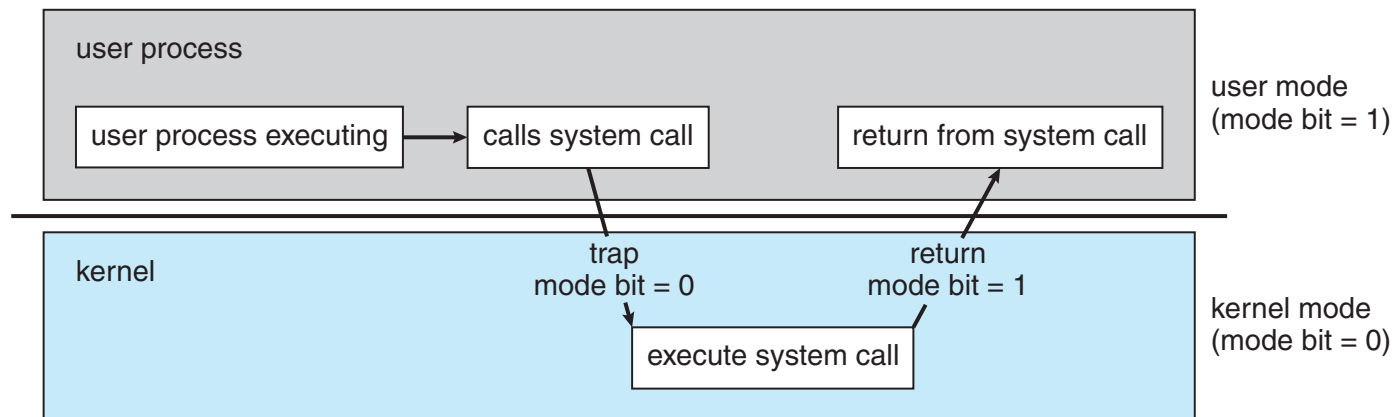 user process
user process executing
calls system call
return from system call
user mode
(mode bit = 1)
kernel
trap
mode bit = 0
return
mode bit = 1
execute system call
kernel mode
(mode bit = 0)